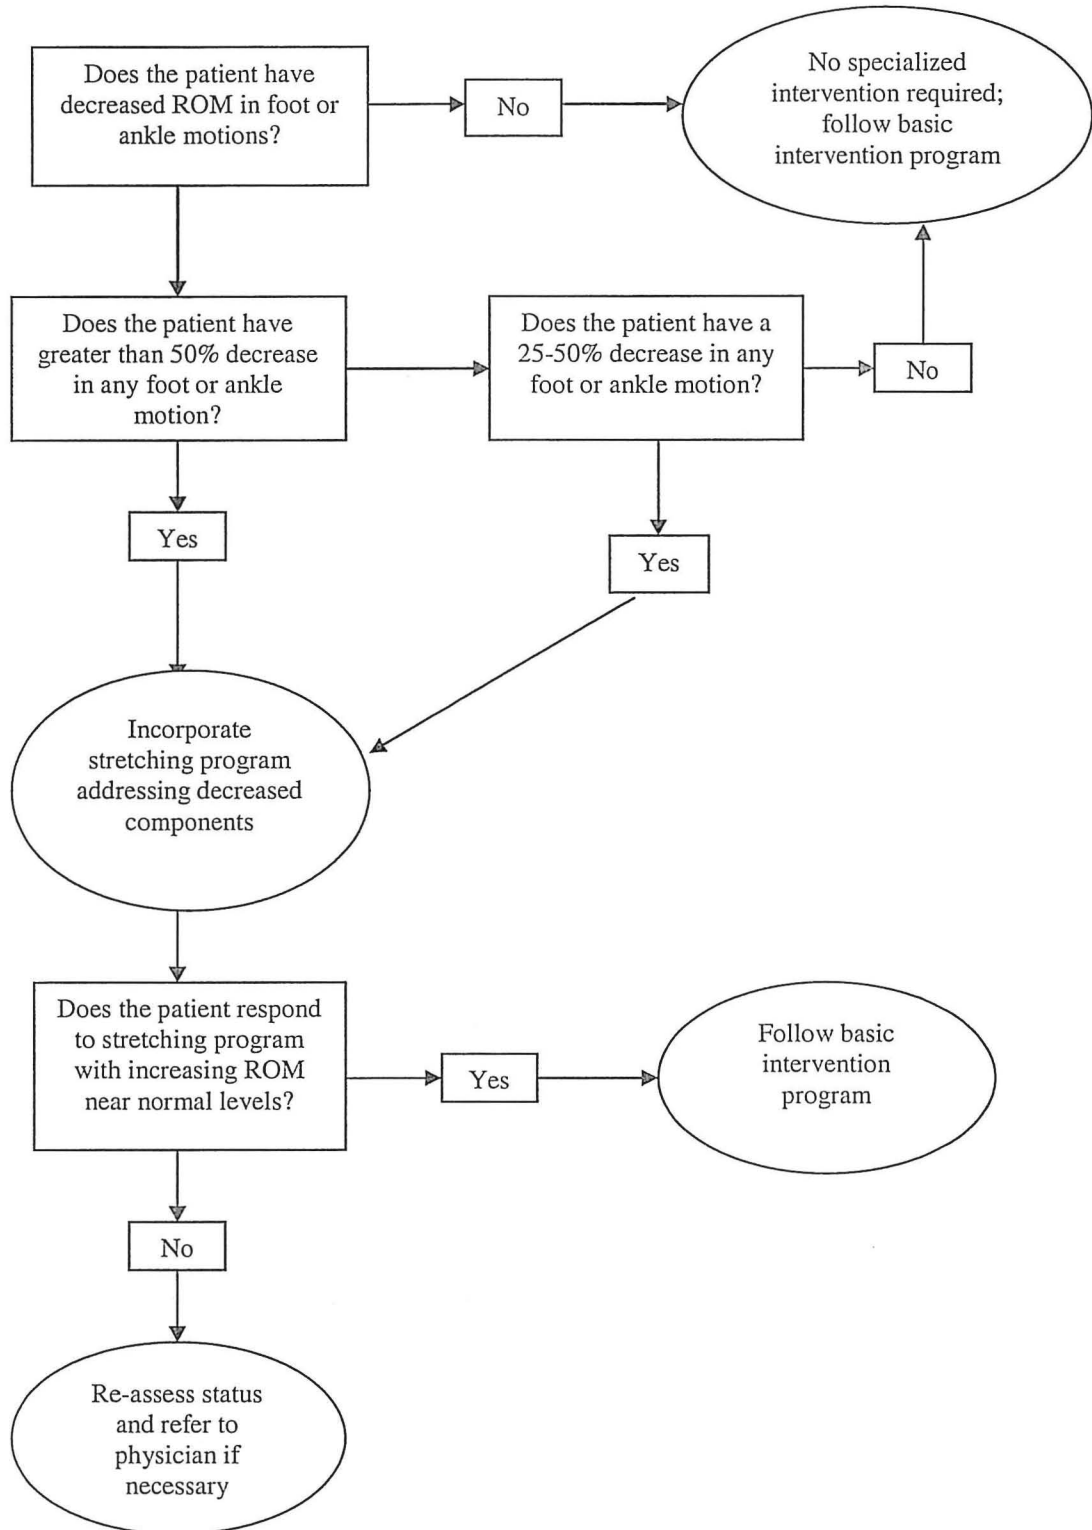 Does the patient have
decreased ROM in foot or
ankle motions?
No
No specialized
intervention required;
follow basic
intervention program
Does the patient have
greater than 50% decrease
in any foot or ankle
motion?
Does the patient have a
25-50% decrease in any
foot or ankle motion?
No
Yes
Yes
Incorporate
stretching program
addressing decreased
components
Does the patient respond
to stretching program
with increasing ROM
near normal levels?
Yes
Follow basic
intervention
program
No
Re-assess status
and refer to
physician if
necessary